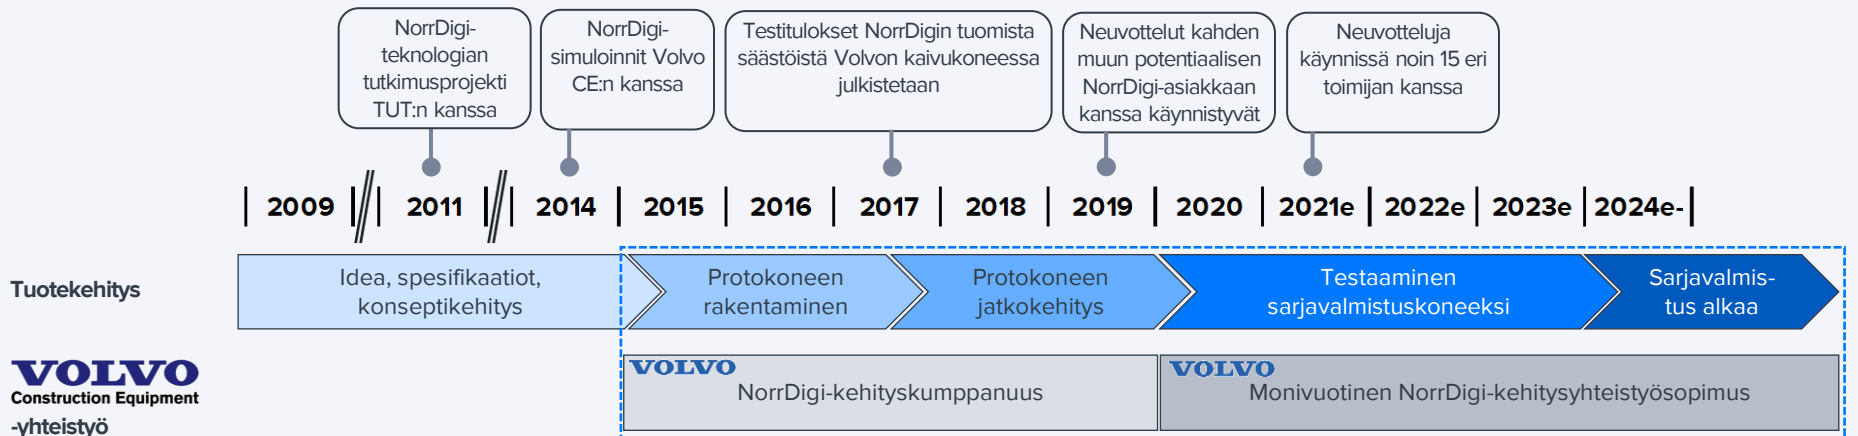 NorrDigi-
teknologian
tutkimusprojekti
TUT:n kanssa
NorrDigi-
simuloinnit Volvo
CE:n kanssa
Testitulokset NorrDigin tuomista
säästöistä Volvon kaivukoneessa
julkistetaan
Neuvottelut kahden
muun potentiaalisen
NorrDigi-asiakkaan
kanssa käynnistyvät
Neuvotteluja
käynnissä noin 15 eri
toimijan kanssa
2009 2011 2014 2015 2016 2017 2018 2019 2020 2021e 2022e 2023e 2024e-
Tuotekehitys
Idea, spesifikaatiot,
konseptikehitys
Protokoneen
rakentaminen
Protokoneen
jatkokehitys
Testaaminen
sarjavalmistuskoneeksi
Sarjavalmis-
tus alkaa
VOLVO
Construction Equipment
-yhteistyö
VOLVO
NorrDigi-kehityskumppanuus
VOLVO
Monivuotinen NorrDigi-kehitysyhteistyösopimus